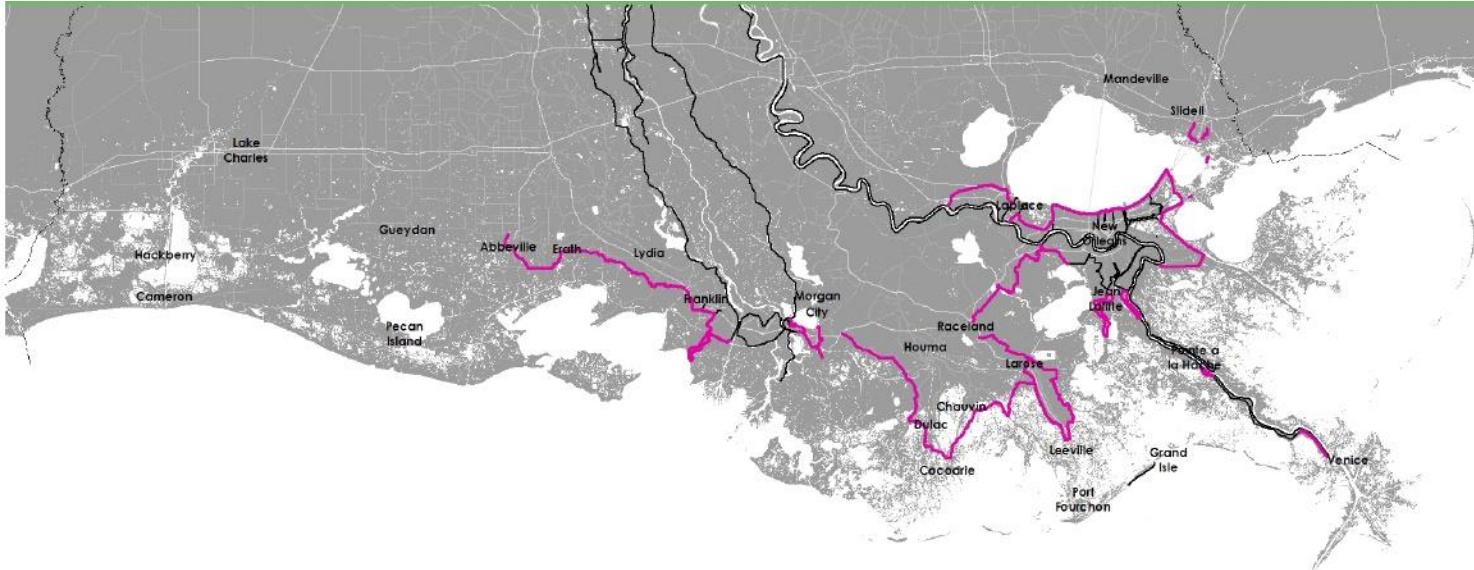 Mandeville
Slidell
Lake
Charles
Laplace
Gueydan
New
Orleans
Abbeville
Erath
Lydia
Hackberry
Cameron
Franklin
Morgan
City
Jean
Lafitte
Pecan
Island
Raceland
Houma
Larose
Pointe a
la Hache
Chauvin
Dulac
Leeville
Grand
Isle
Venice
Cocodrie
Port
Fourchon